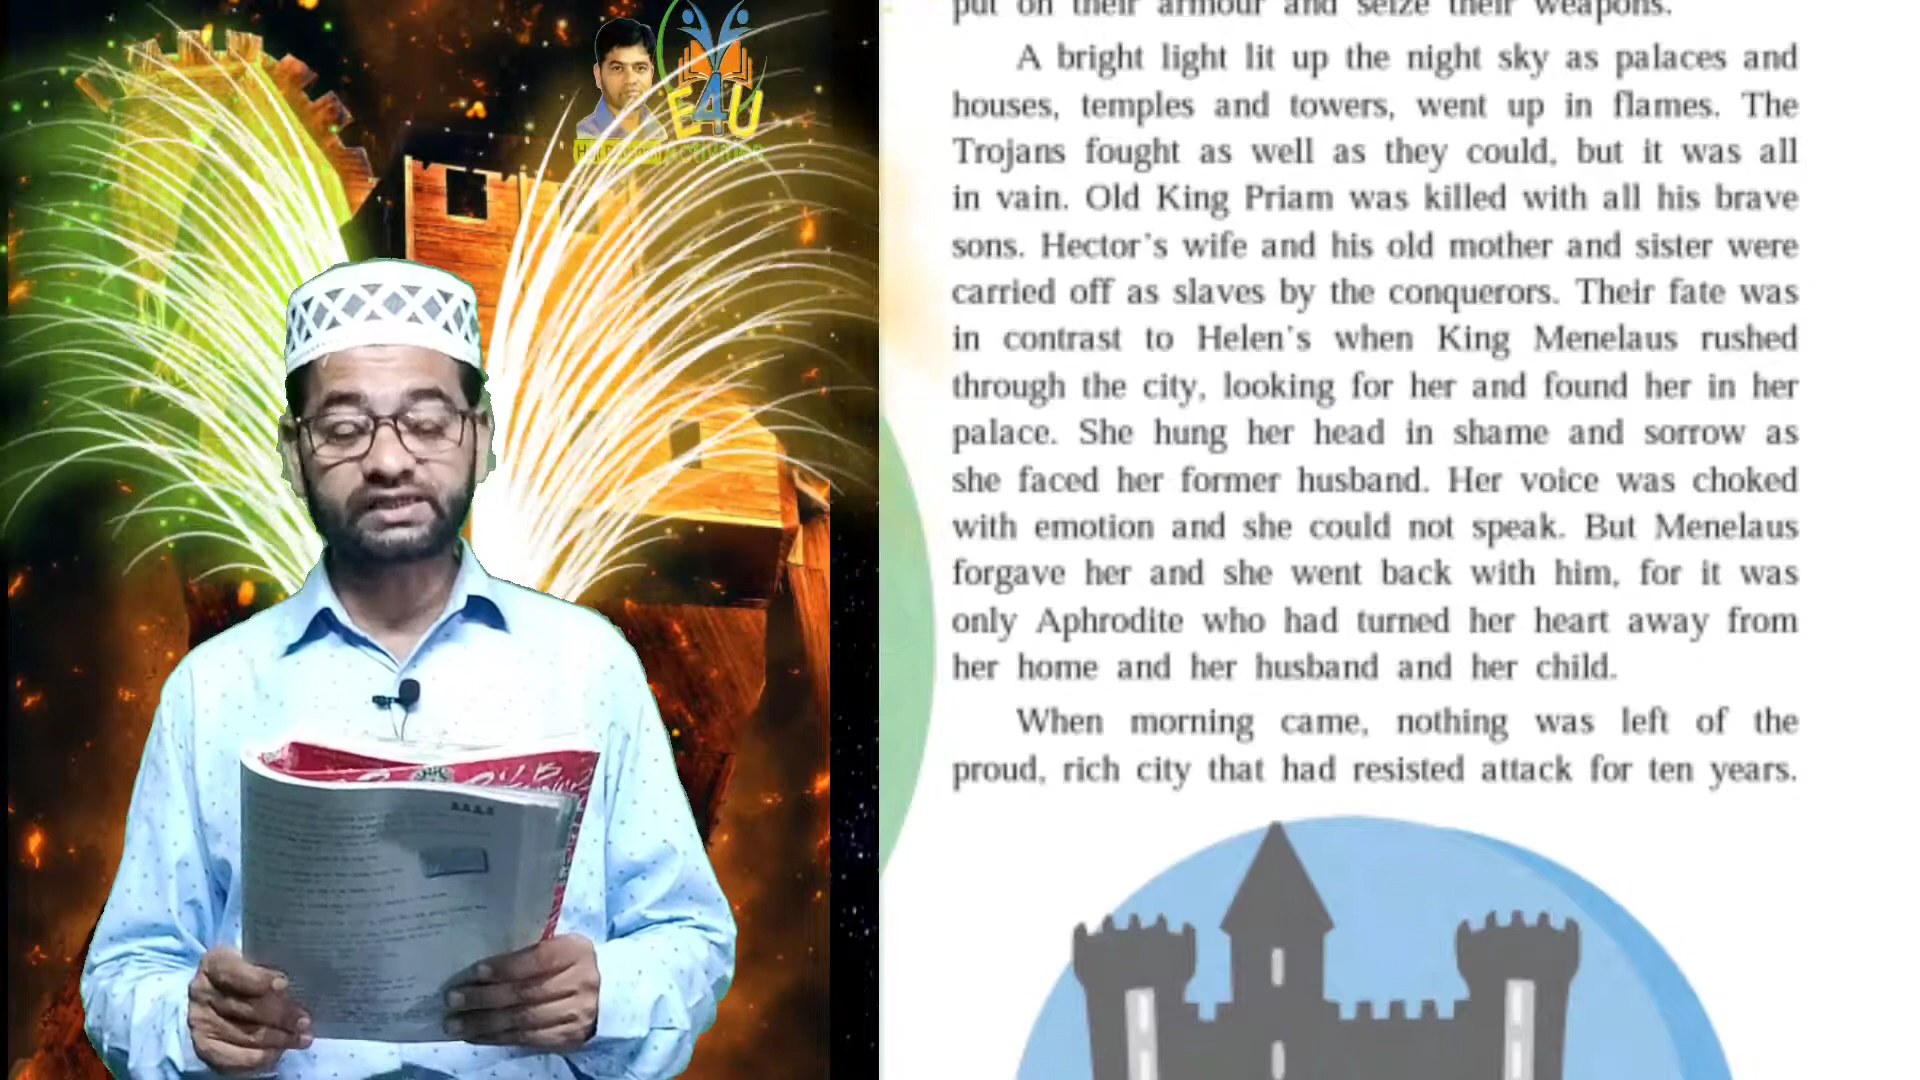 E4U
put on their armour and seize their weapons.
A bright light lit up the night sky as palaces and
houses, temples and towers, went up in flames. The
Trojans fought as well as they could, but it was all
in vain. Old King Priam was killed with all his brave
sons. Hector's wife and his old mother and sister were
carried off as slaves by the conquerors. Their fate was
in contrast to Helen's when King Menelaus rushed
through the city, looking for her and found her in her
palace. She hung her head in shame and sorrow as
she faced her former husband. Her voice was choked
with emotion and she could not speak. But Menelaus
forgave her and she went back with him, for it was
only Aphrodite who had turned her heart away from
her home and her husband and her child.
When morning came, nothing was left of the
proud, rich city that had resisted attack for ten years.